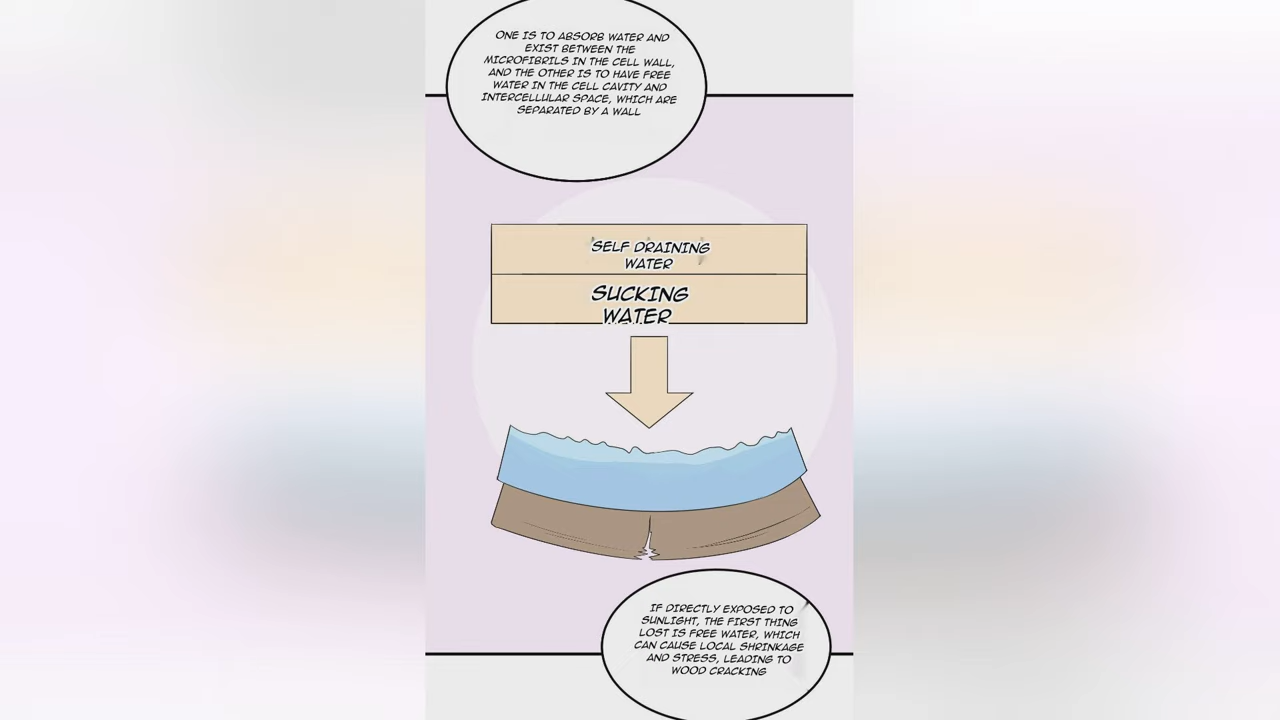 ONE IS TO ABSORB WATER AND
EXIST BETWEEN THE
MICROFIBRILS IN THE CELL WALL,
AND THE OTHER IS TO HAVE FREE
WATER IN THE CELL CAVITY AND
INTERCELLULAR SPACE, WHICH ARE
SEPARATED BY A WALL
SELF DRAINING
WATER
SUCKING
WATER
IF DIRECTLY EXPOSED TO
SUNLIGHT, THE FIRST THING
LOST IS FREE WATER, WHICH
CAN CAUSE LOCAL SHRINKAGE
AND STRESS, LEADING TO
WOOD CRACKING